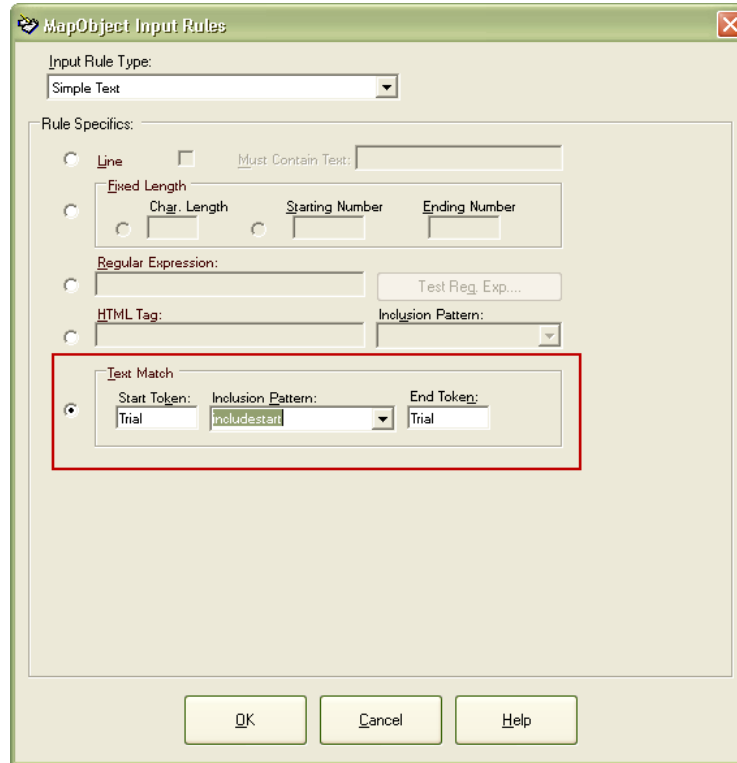 MapObject Input Rules
Input Rule Type:
Simple Text
Rule Specifics:
Line Must Contain Text:
Fixed Length
Char. Length Starting Number Ending Number
Regular Expression:
Test Reg. Exp....
HTML Tag: Inclusion Pattern:
Text Match
Start Token: Inclusion Pattern: End Token:
Trial includestart Trial
OK Cancel Help